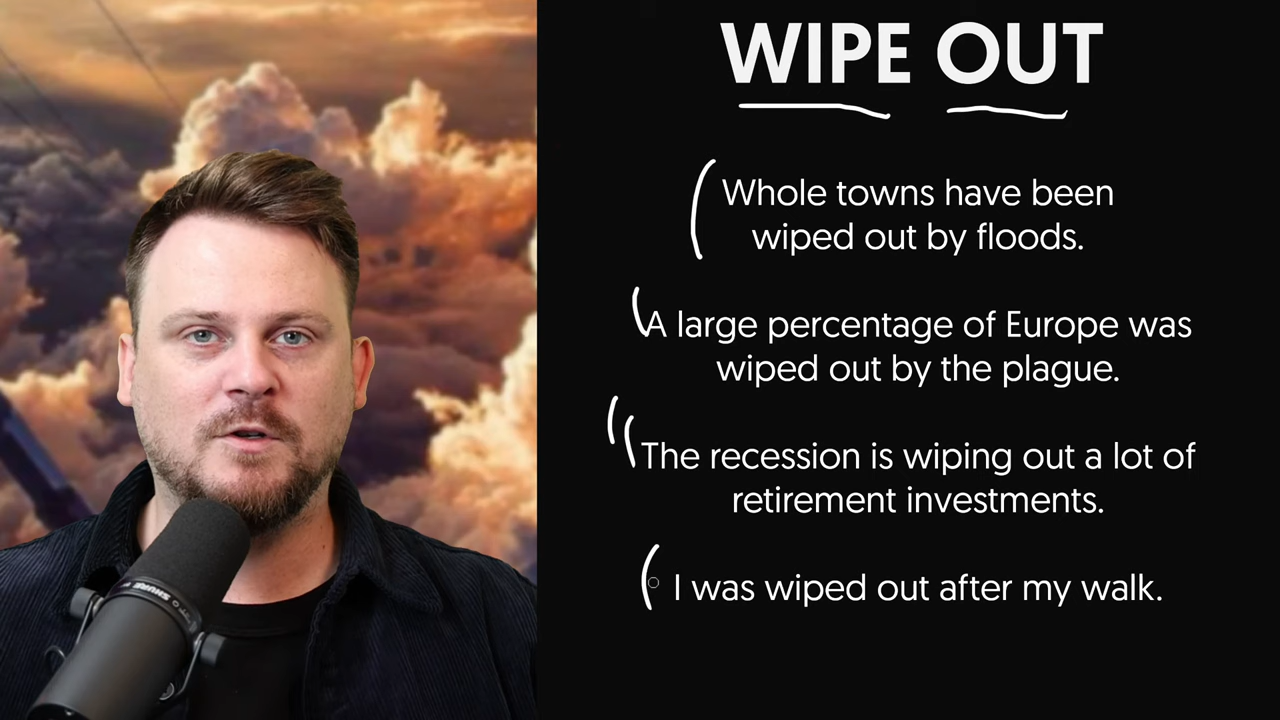 WIPE OUT
Whole towns have been
wiped out by floods.
A large percentage of Europe was
wiped out by the plague.
The recession is wiping out a lot of
retirement investments.
I was wiped out after my walk.
SHURE